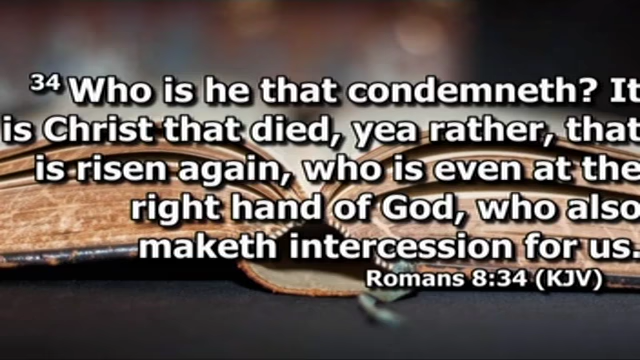 34 Who is he that condemneth? It
is Christ that died, yea rather, that
is risen again, who is even at the
right hand of God, who also
maketh intercession for us.
Romans 8:34 (KJV)